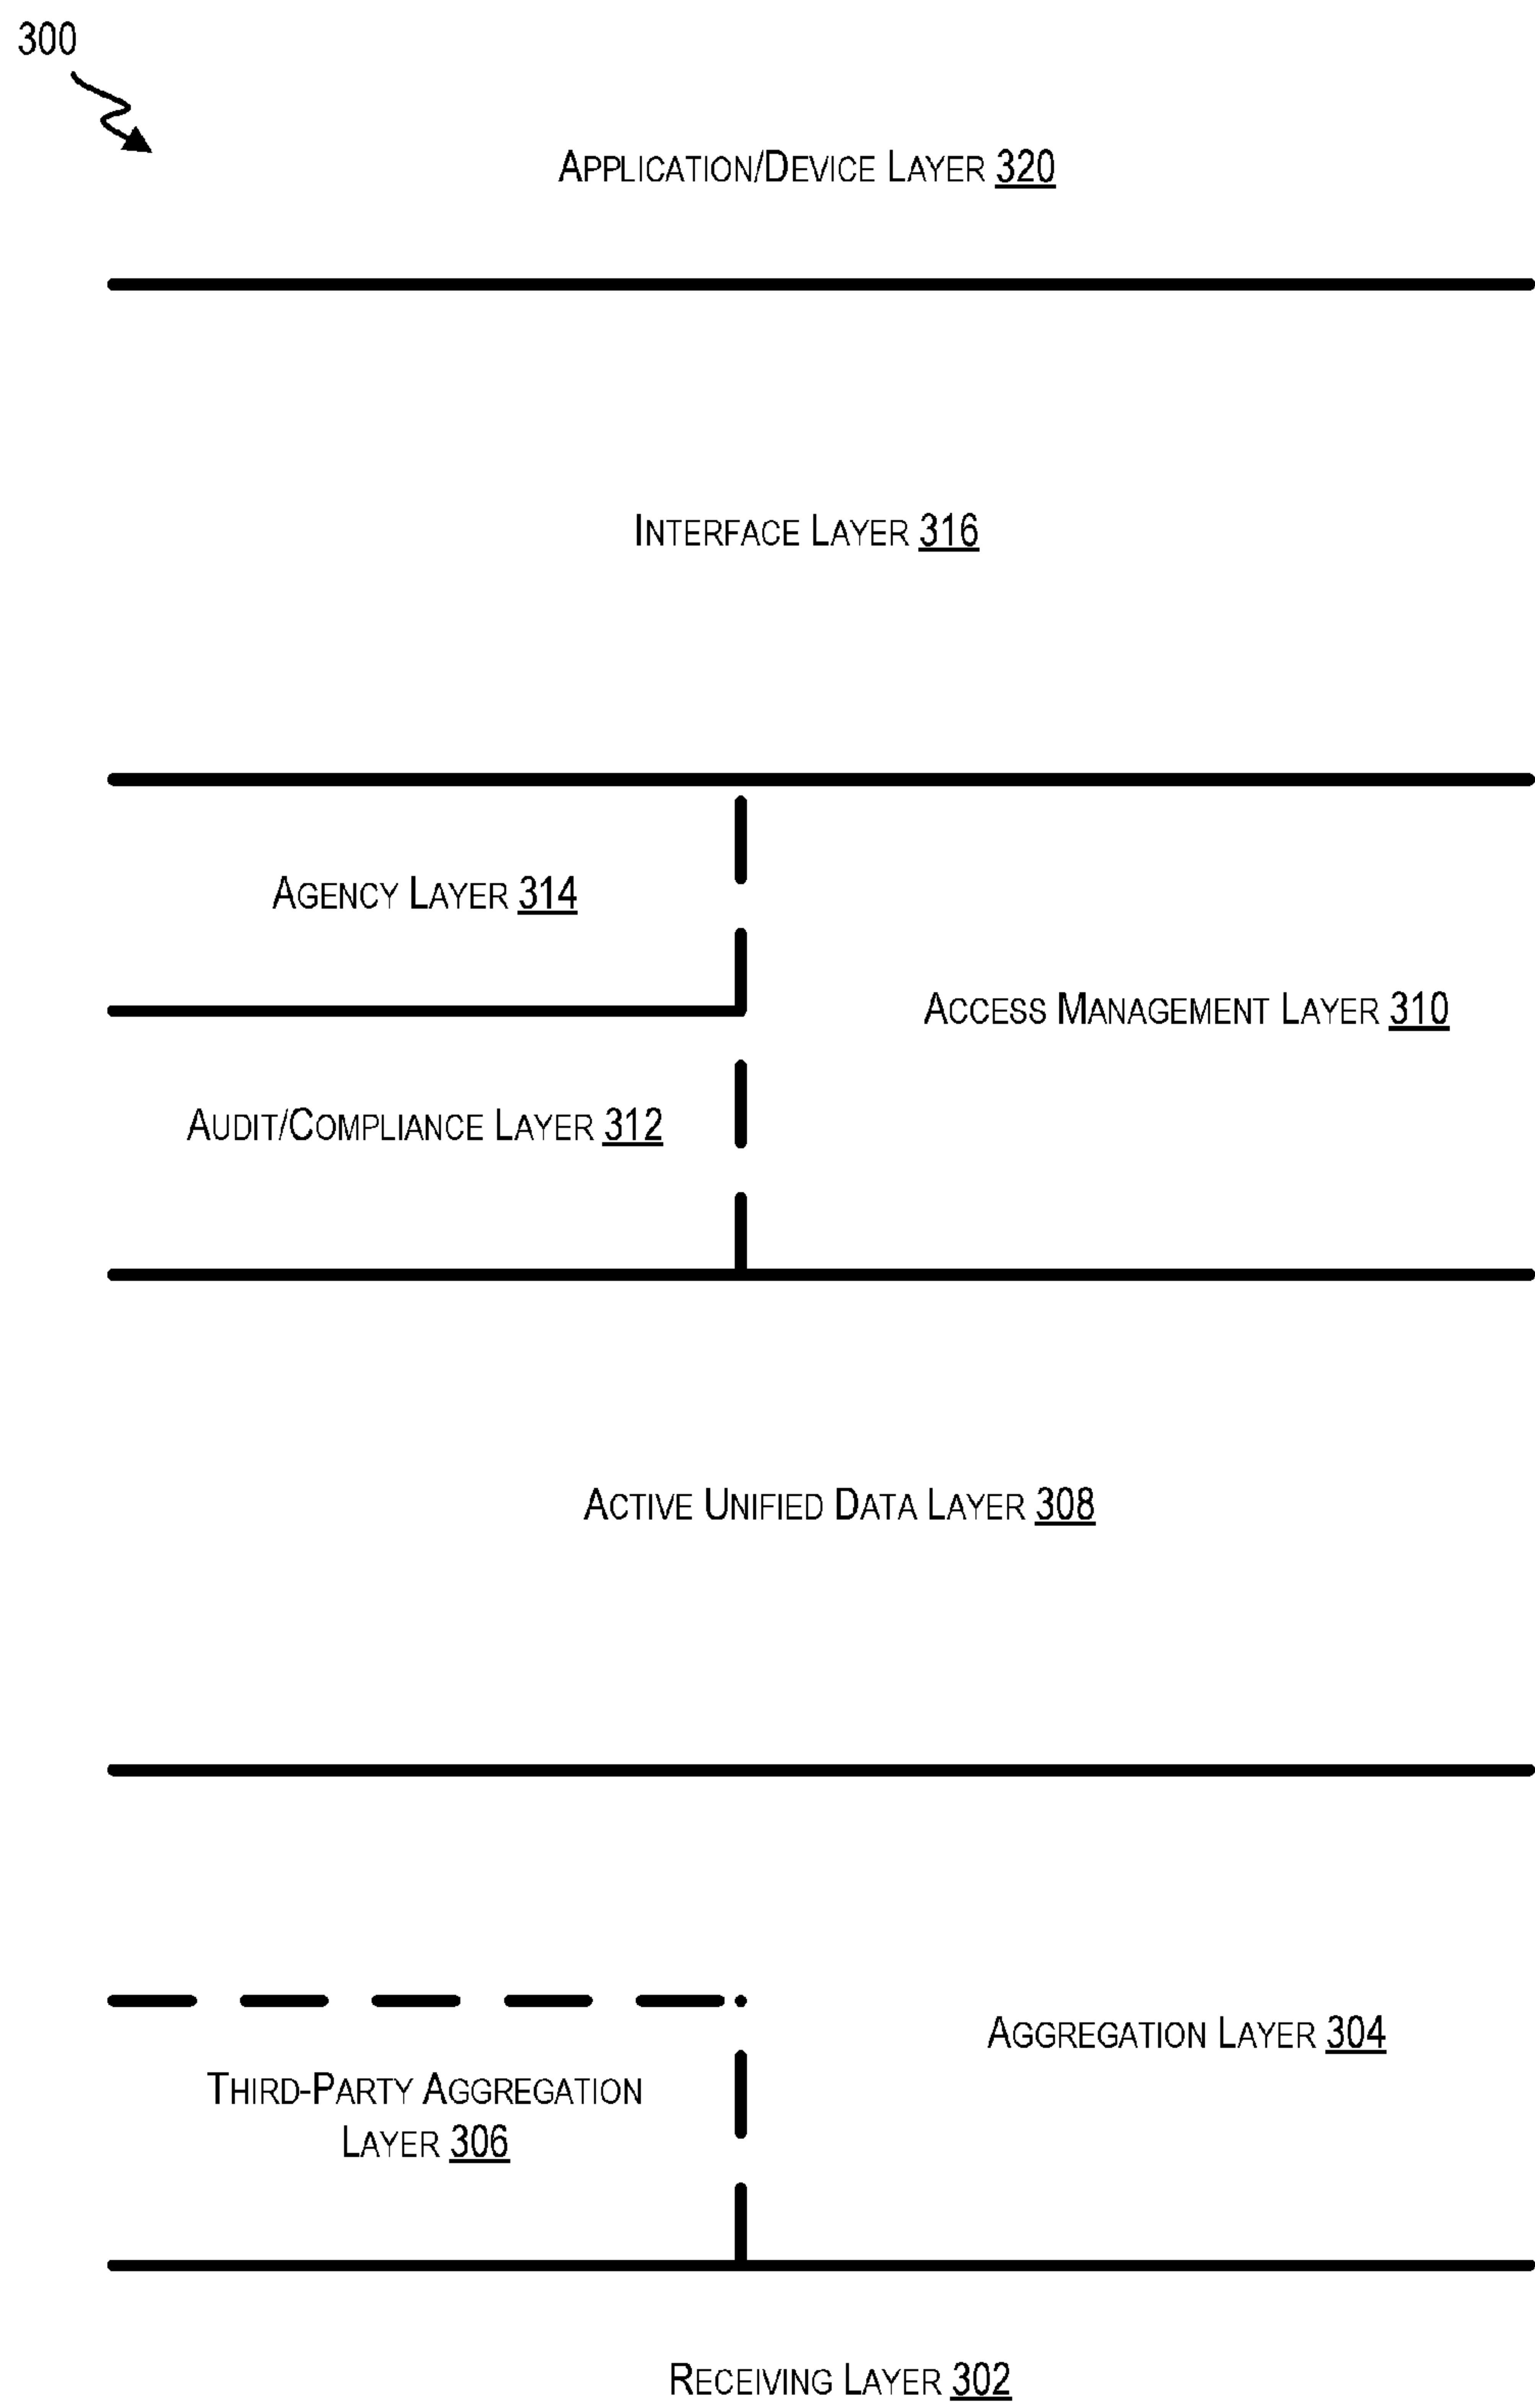 300
APPLICATION/DEVICE LAYER 320
INTERFACE LAYER 316
AGENCY LAYER 314
ACCESS MANAGEMENT LAYER 310
AUDIT/COMPLIANCE LAYER 312
ACTIVE UNIFIED DATA LAYER 308
AGGREGATION LAYER 304
THIRD-PARTY AGGREGATION
LAYER 306
RECEIVING LAYER 302